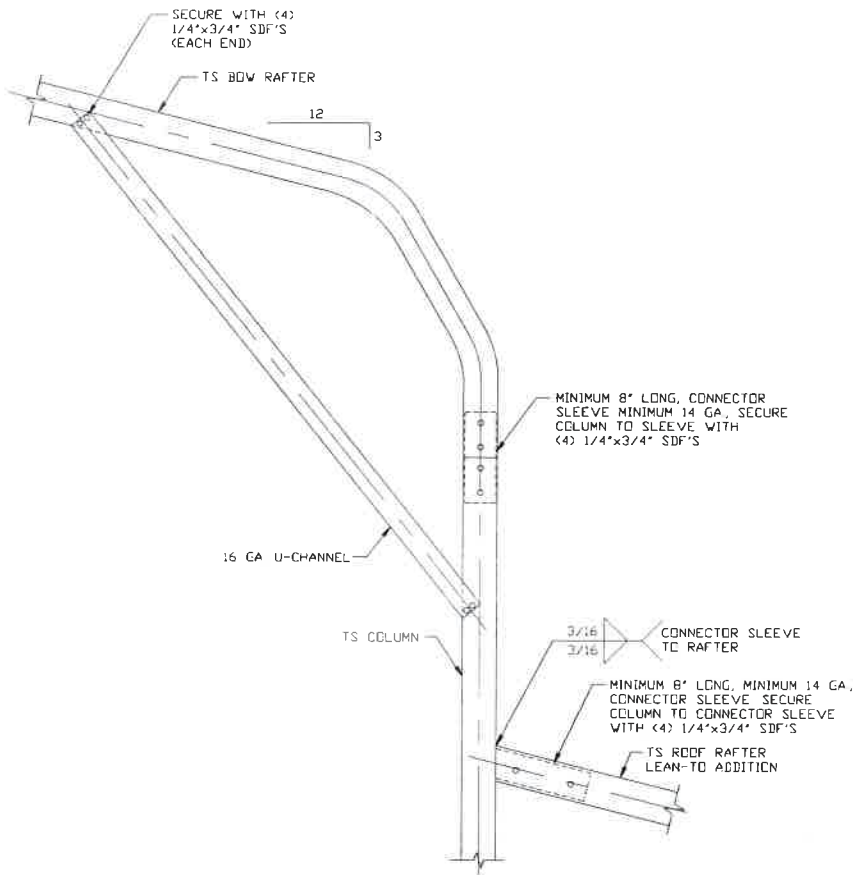 SECURE WITH (4)
1/4"x3/4" SDF'S
(EACH END)
TS BOW RAFTER
12
3
MINIMUM 8" LONG, CONNECTOR
SLEEVE MINIMUM 14 GA, SECURE
COLUMN TO SLEEVE WITH
(4) 1/4"x3/4" SDF'S
16 GA U-CHANNEL
TS COLUMN
3/16
3/16
CONNECTOR SLEEVE
TO RAFTER
MINIMUM 8" LONG, MINIMUM 14 GA,
CONNECTOR SLEEVE SECURE
COLUMN TO CONNECTOR SLEEVE
WITH (4) 1/4"x3/4" SDF'S
TS ROOF RAFTER
LEAN-TO ADDITION